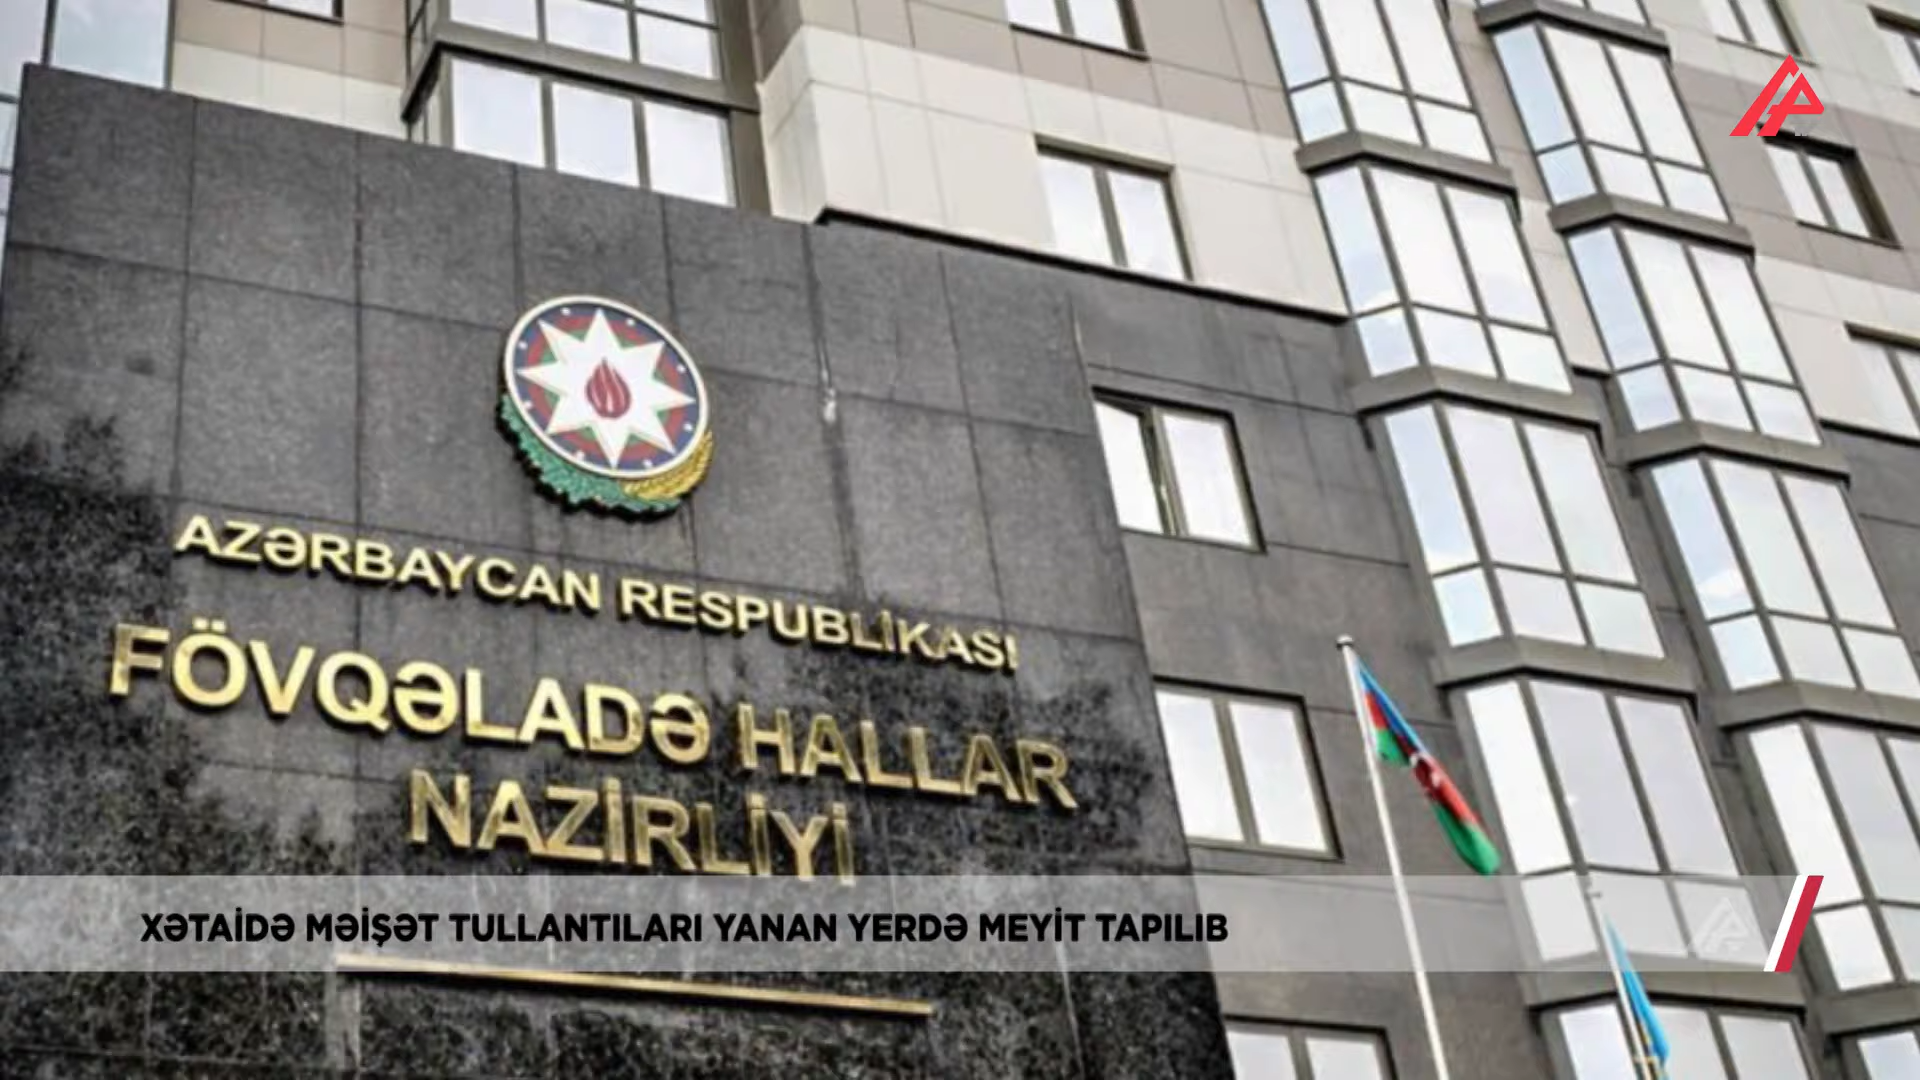 AZƏRBAYCAN RESPUBLİKASI
FÖVQƏLADƏ HALLAR
NAZİRLİYİ
XƏTAİDƏ MƏİŞƏT TULLANTILARI YANAN YERDƏ MEYİT TAPILIB